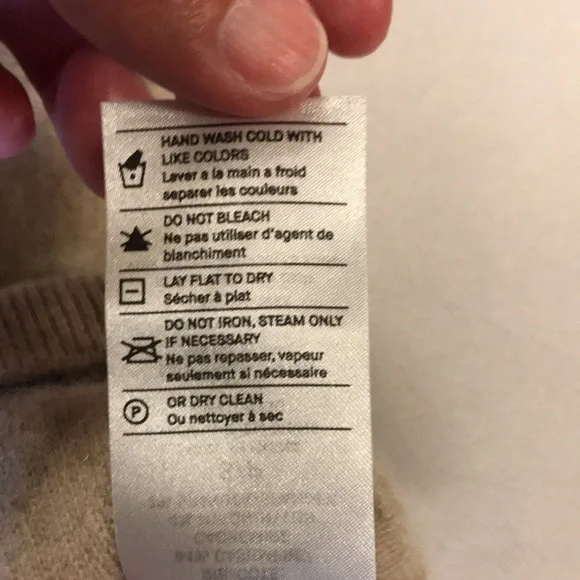 HAND WASH COLD WITH
LIKE COLORS
Laver a la main a froid
separer les couleurs
DO NOT BLEACH
Ne pas utiliser d'agent de
blanchiment
LAY FLAT TO DRY
Sécher à plat
DO NOT IRON, STEAM ONLY
IF NECESSARY
Ne pas repasser, vapeur
seulement si nécessaire
P
OR DRY CLEAN
Ou nettoyer à sec